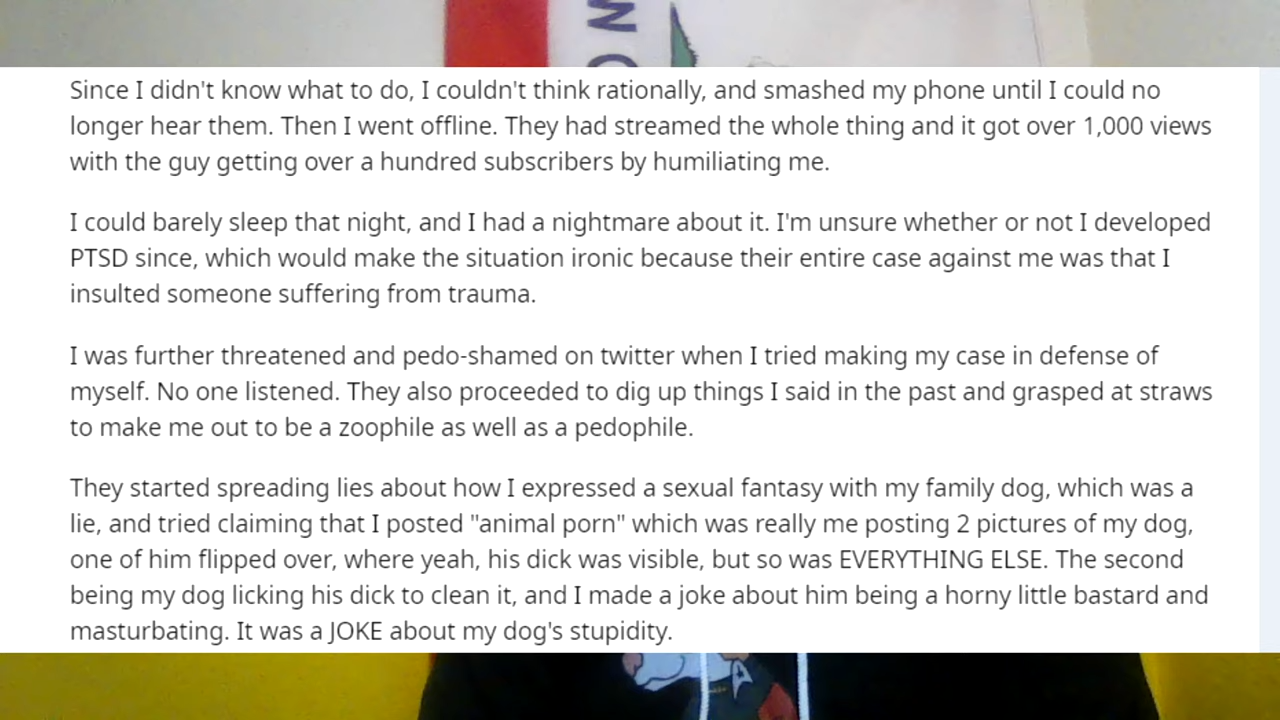 Since I didn't know what to do, I couldn't think rationally, and smashed my phone until I could no
longer hear them. Then I went offline. They had streamed the whole thing and it got over 1,000 views
with the guy getting over a hundred subscribers by humiliating me.
I could barely sleep that night, and I had a nightmare about it. I'm unsure whether or not I developed
PTSD since, which would make the situation ironic because their entire case against me was that I
insulted someone suffering from trauma.
I was further threatened and pedo-shamed on twitter when I tried making my case in defense of
myself. No one listened. They also proceeded to dig up things I said in the past and grasped at straws
to make me out to be a zoophile as well as a pedophile.
They started spreading lies about how I expressed a sexual fantasy with my family dog, which was a
lie, and tried claiming that I posted "animal porn" which was really me posting 2 pictures of my dog,
one of him flipped over, where yeah, his dick was visible, but so was EVERYTHING ELSE. The second
being my dog licking his dick to clean it, and I made a joke about him being a horny little bastard and
masturbating. It was a JOKE about my dog's stupidity.